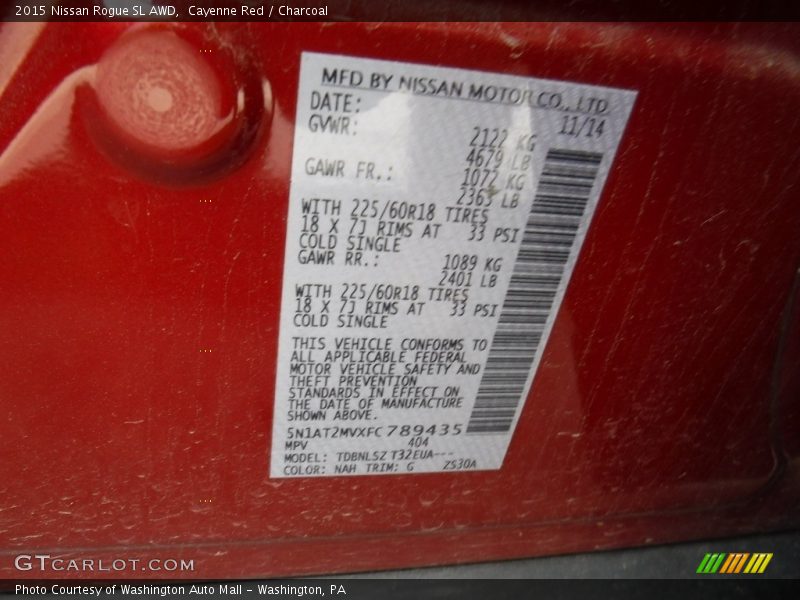 2015 Nissan Rogue SL AWD,  Cayenne Red / Charcoal
MFD BY NISSAN MOTOR CO., LTD
DATE: 11/14
GVWR: 2122 KG
4679 LB
GAWR FR.: 1072 KG
2363 LB
WITH 225/60R18 TIRES
18 X 7J RIMS AT 33 PSI
COLD SINGLE
GAWR RR.: 1089 KG
2401 LB
WITH 225/60R18 TIRES
18 X 7J RIMS AT 33 PSI
COLD SINGLE
THIS VEHICLE CONFORMS TO
ALL APPLICABLE FEDERAL
MOTOR VEHICLE SAFETY AND
THEFT PREVENTION
STANDARDS IN EFFECT ON
THE DATE OF MANUFACTURE
SHOWN ABOVE.
5N1AT2MVXFC789435
MPV 404
MODEL: TDBNLSZ T32EUA---
COLOR: NAH TRIM: G ZS30A
GTCARLOT.COM
Photo Courtesy of Washington Auto Mall – Washington, PA